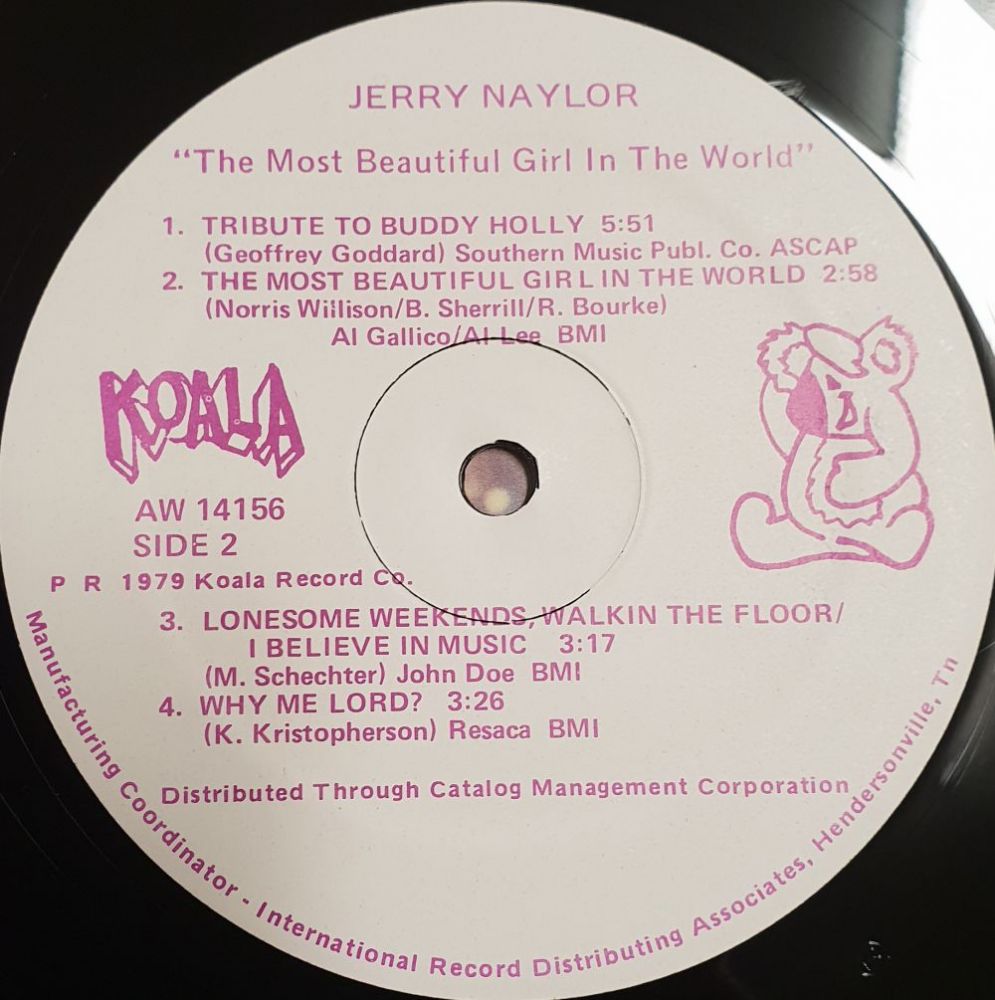 JERRY NAYLOR
"The Most Beautiful Girl In The World"
1. TRIBUTE TO BUDDY HOLLY 5:51
(Geoffrey Goddard) Southern Music Publ. Co. ASCAP
2. THE MOST BEAUTIFUL GIRL IN THE WORLD 2:58
(Norris Willison/B. Sherrill/R. Bourke)
Al Gallico/Al Lee BMI
KOALA
AW 14156
SIDE 2
P R 1979 Koala Record Co.
3. LONESOME WEEKENDS, WALKIN THE FLOOR/
I BELIEVE IN MUSIC 3:17
(M. Schechter) John Doe BMI
4. WHY ME LORD? 3:26
(K. Kristopherson) Resaca BMI
Distributed Through Catalog Management Corporation
Manufacturing Coordinator - International Record Distributing Associates, Hendersonville, Tn